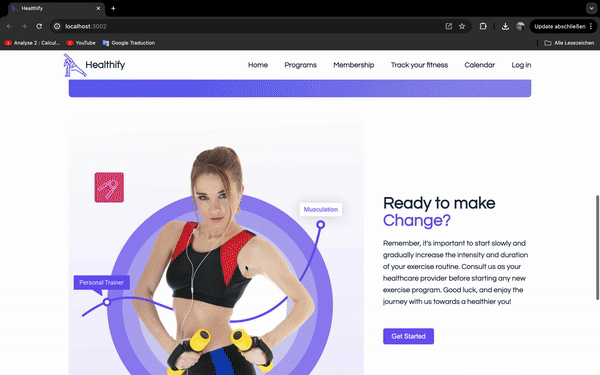 Healthify
localhost:3002
Update abschließen
Analyse 2 : Calcul...
YouTube
Google Traduction
Alle Lesezeichen
Healthify
Home
Programs
Membership
Track your fitness
Calendar
Log in
Musculation
Personal Trainer
Ready to make
Change?
Remember, it's important to start slowly and
gradually increase the intensity and duration
of your exercise routine. Consult us as your
healthcare provider before starting any new
exercise program. Good luck, and enjoy the
journey with us towards a healthier you!
Get Started